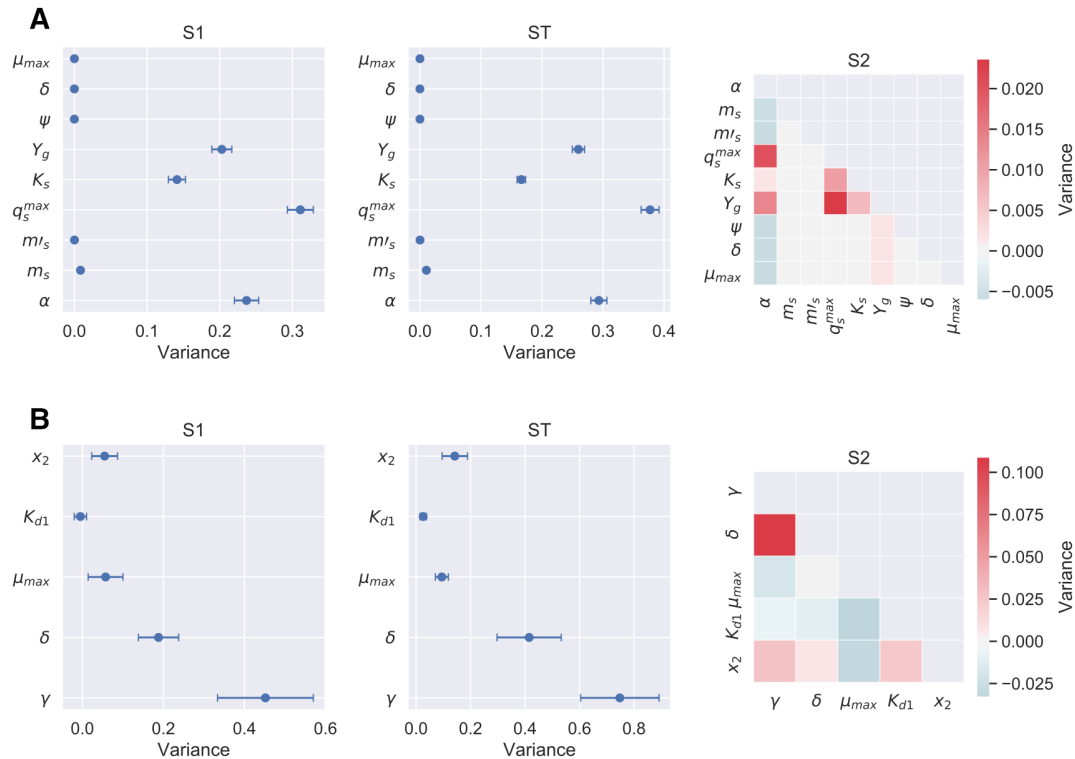 A
S1
ST
S2
μmax
δ
ψ
Yg
Ks
qsmax
m′s
ms
α
0.0 0.1 0.2 0.3
Variance
μmax
δ
ψ
Yg
Ks
qsmax
m′s
ms
α
0.0 0.1 0.2 0.3 0.4
Variance
α
ms
m′s
qsmax
Ks
Yg
ψ
δ
μmax
α ms m′s qsmax Ks Yg ψ δ μmax
0.020
0.015
0.010
0.005
0.000
−0.005
Variance
B
S1
ST
S2
x2
Kd1
μmax
δ
γ
0.0 0.2 0.4 0.6
Variance
x2
Kd1
μmax
δ
γ
0.0 0.2 0.4 0.6 0.8
Variance
γ
δ
μmax
Kd1
x2
γ δ μmax Kd1 x2
0.100
0.075
0.050
0.025
0.000
−0.025
Variance